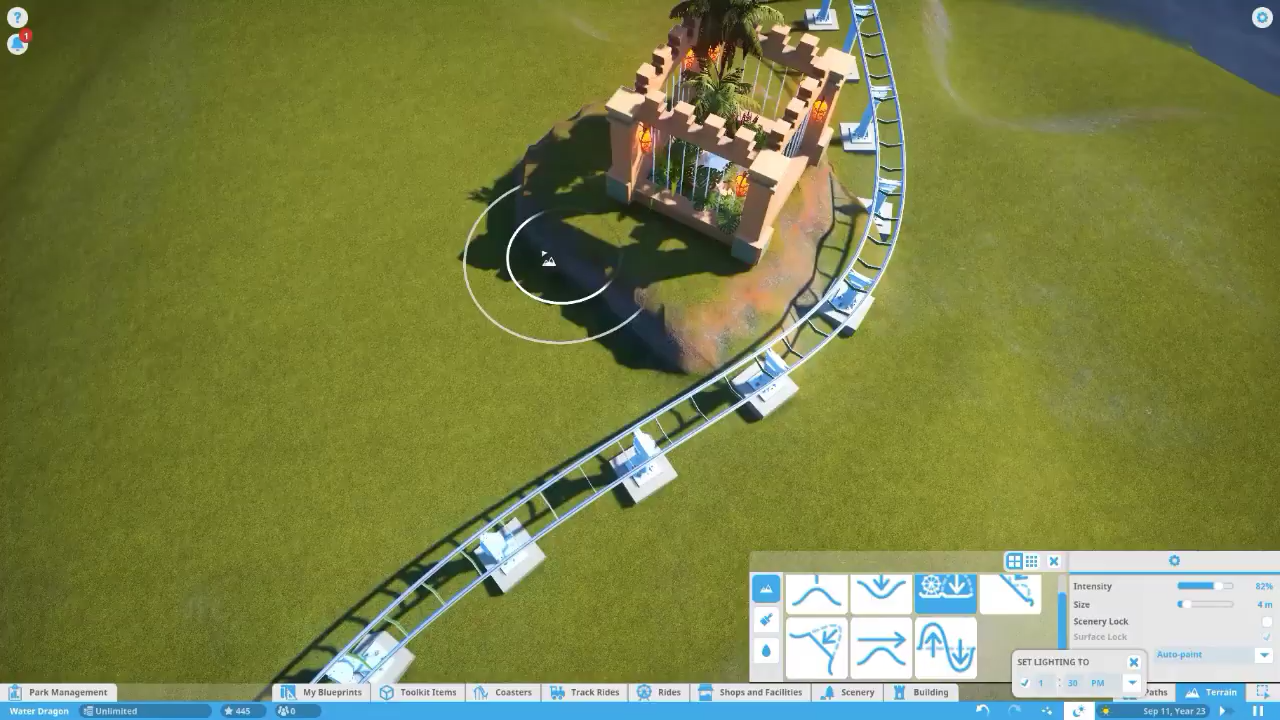 ?
1
Intensity 82%
Size 4 m
Scenery Lock
Surface Lock
Auto-paint
SET LIGHTING TO
1 : 30 PM
Park Management
My Blueprints
Toolkit Items
Coasters
Track Rides
Rides
Shops and Facilities
Scenery
Building
Paths
Terrain
Water Dragon
Unlimited
445
0
Sep 11, Year 23